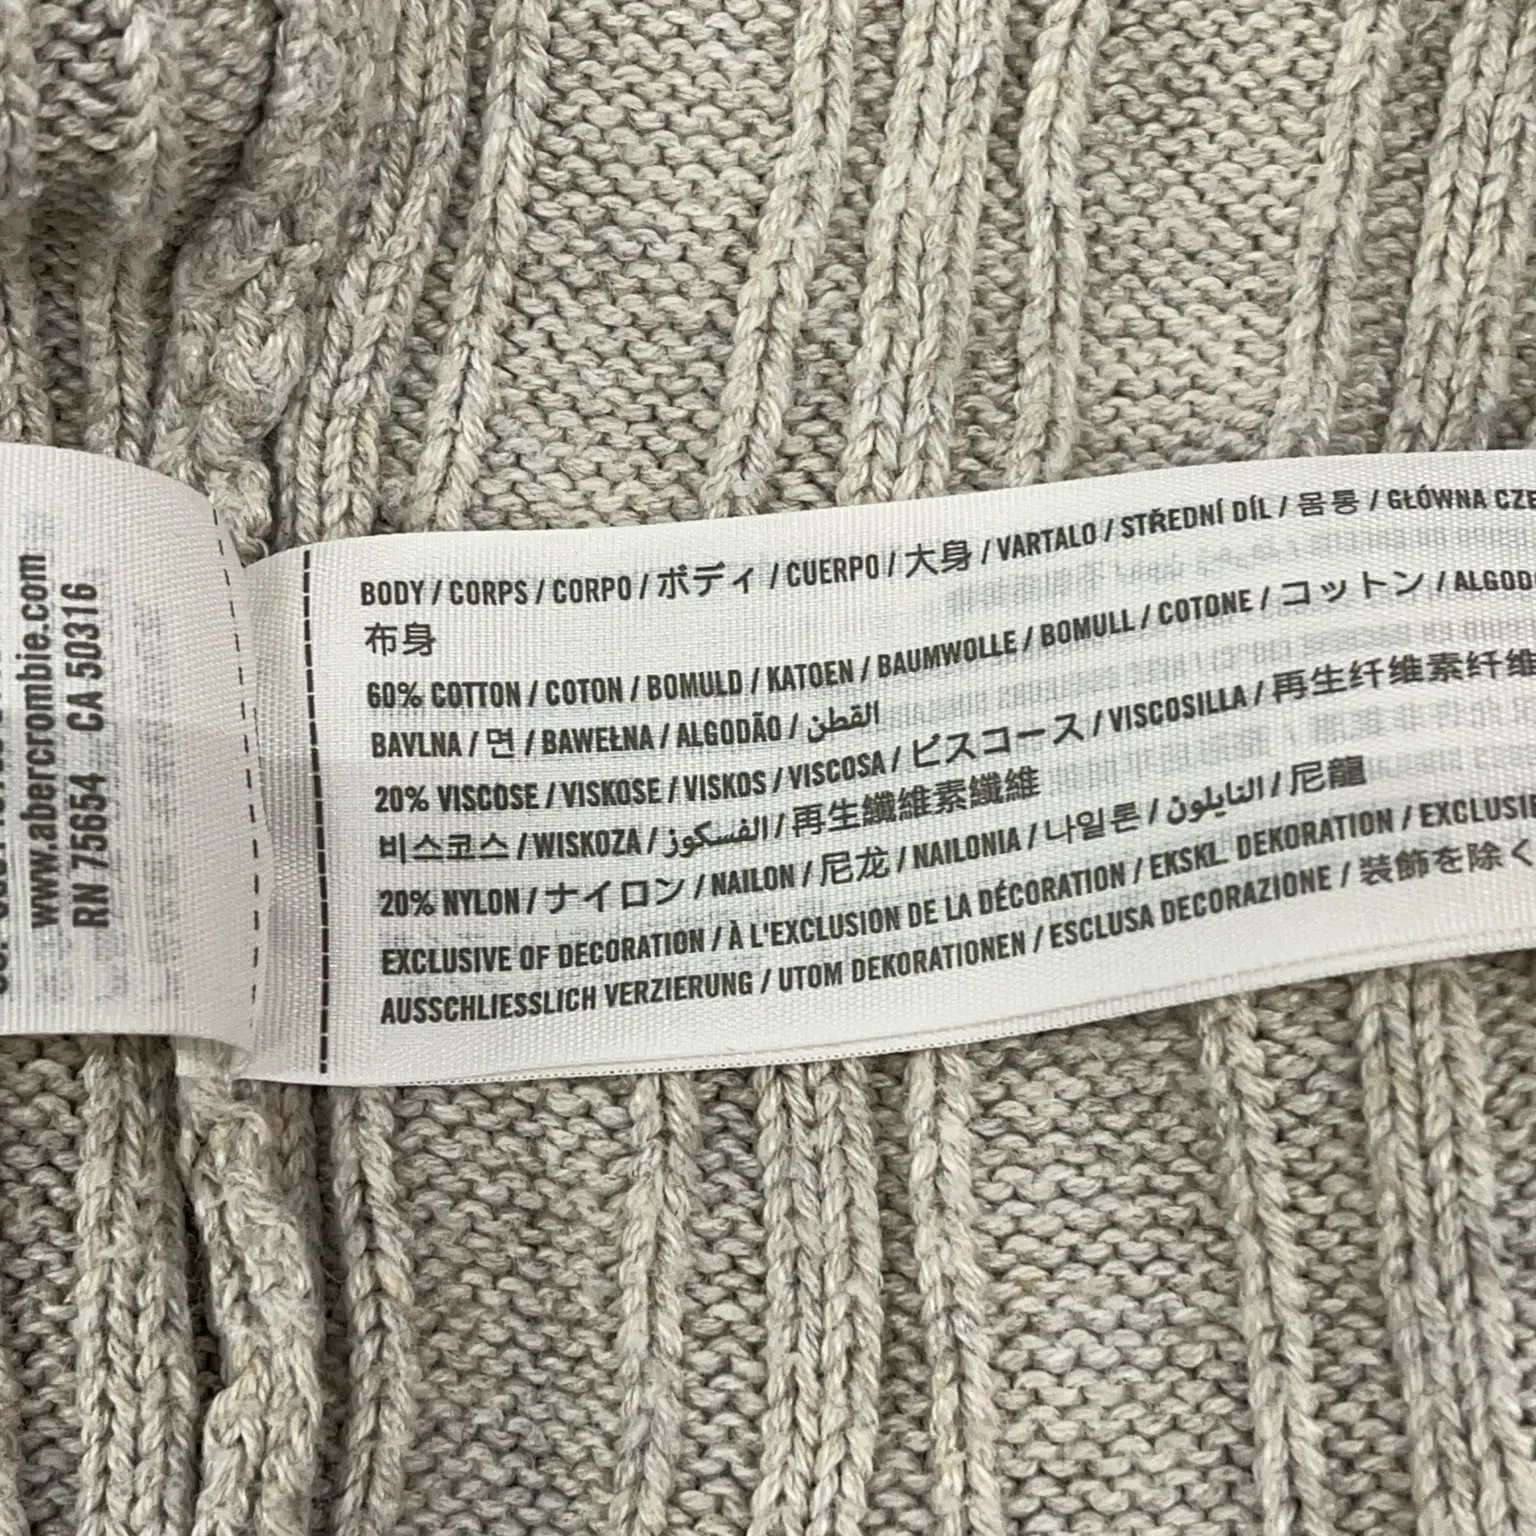 www.abercrombie.com
RN 75654 CA 50316
BODY / CORPS / CORPO / ボディ / CUERPO / 大身 / VARTALO / STŘEDNÍ DÍL / 몸통 / GŁÓWNA
布身
60% COTTON / COTON / BOMULD / KATOEN / BAUMWOLLE / BOMULL / COTONE / コットン /
BAVLNA / 면 / BAWEŁNA / ALGODÃO / القطن
20% VISCOSE / VISKOSE / VISKOS / VISCOSA / ビスコース / VISCOSILLA / 再生纤维素纤维
비스코스 / WISKOZA / الفسكوز / 再生纖維素纖維
20% NYLON / ナイロン / NAILON / 尼龙 / NAILONIA / 나일론 / النايلون / 尼龍
EXCLUSIVE OF DECORATION / À L'EXCLUSION DE LA DÉCORATION / EKSKL. DEKORATION /
AUSSCHLIESSLICH VERZIERUNG / UTOM DEKORATIONEN / ESCLUSA DECORAZIONE / 装飾を除く